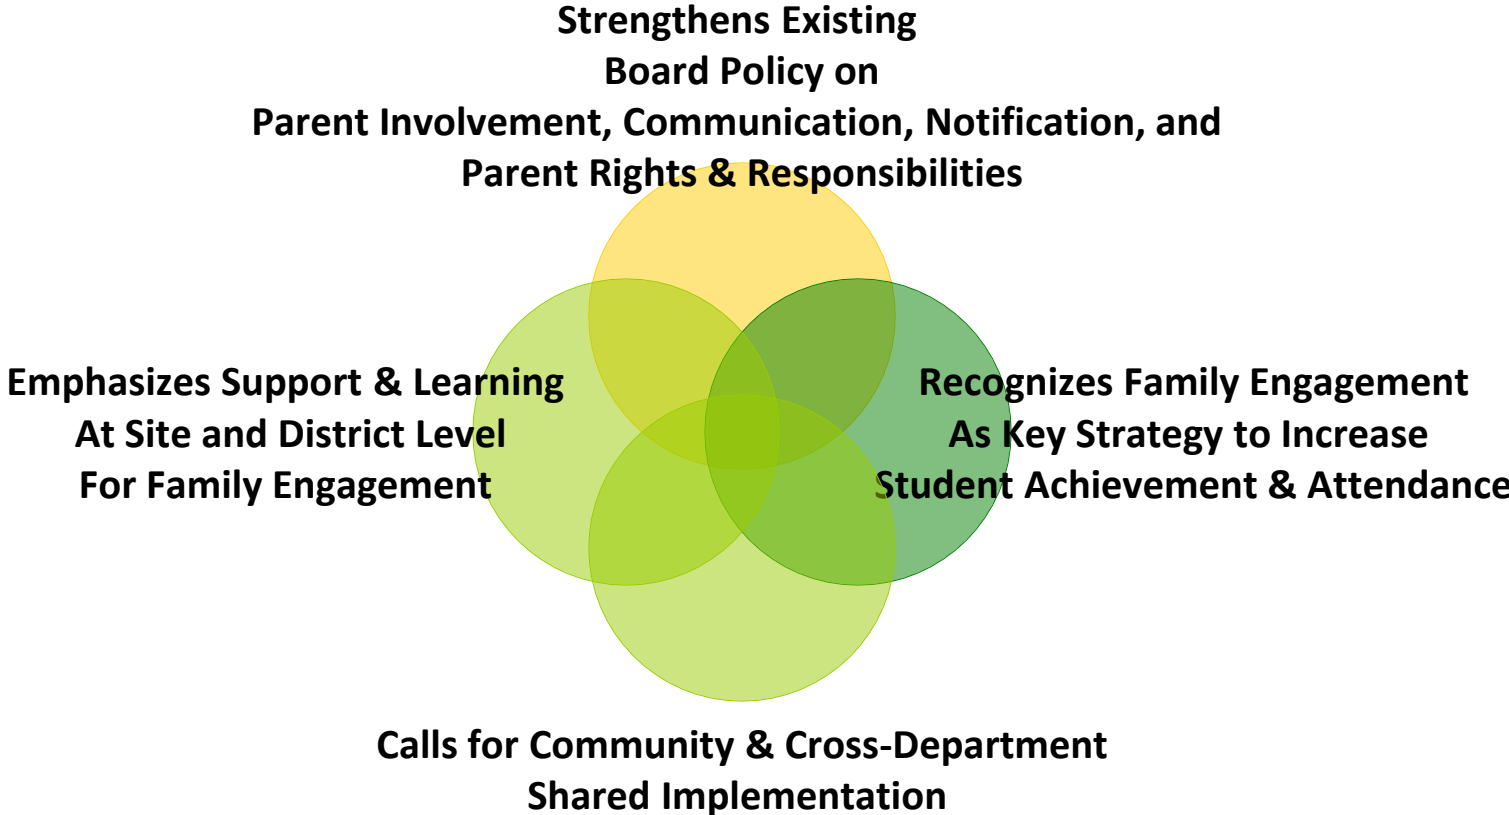 Strengthens Existing
Board Policy on
Parent Involvement, Communication, Notification, and
Parent Rights & Responsibilities
Emphasizes Support & Learning
At Site and District Level
For Family Engagement
Recognizes Family Engagement
As Key Strategy to Increase
Student Achievement & Attendance
Calls for Community & Cross-Department
Shared Implementation